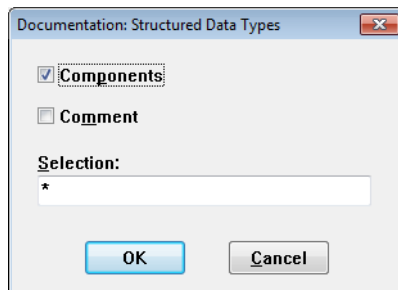 Documentation: Structured Data Types
Components
Comment
Selection:
*
OK
Cancel